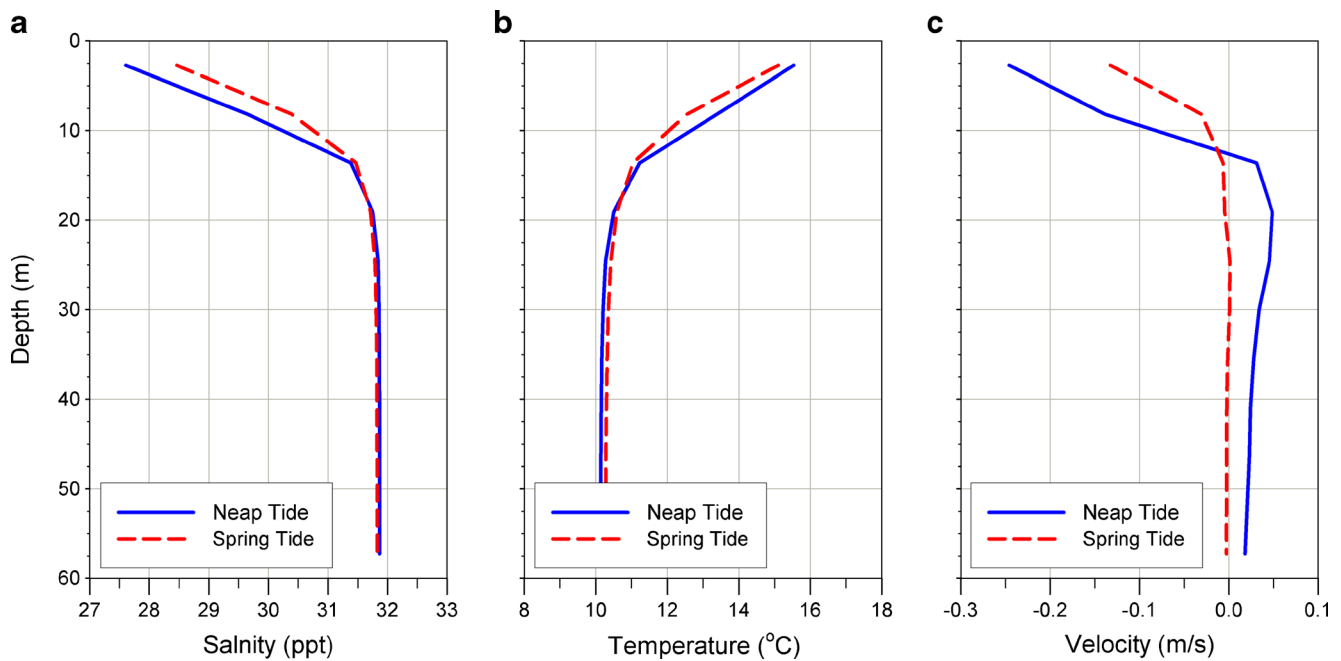 a
b
c
0
10
20
30
40
50
60
Depth (m)
27 28 29 30 31 32 33
Salnity (ppt)
Neap Tide
Spring Tide
8 10 12 14 16 18
Temperature (°C)
Neap Tide
Spring Tide
-0.3 -0.2 -0.1 0.0 0.1
Velocity (m/s)
Neap Tide
Spring Tide